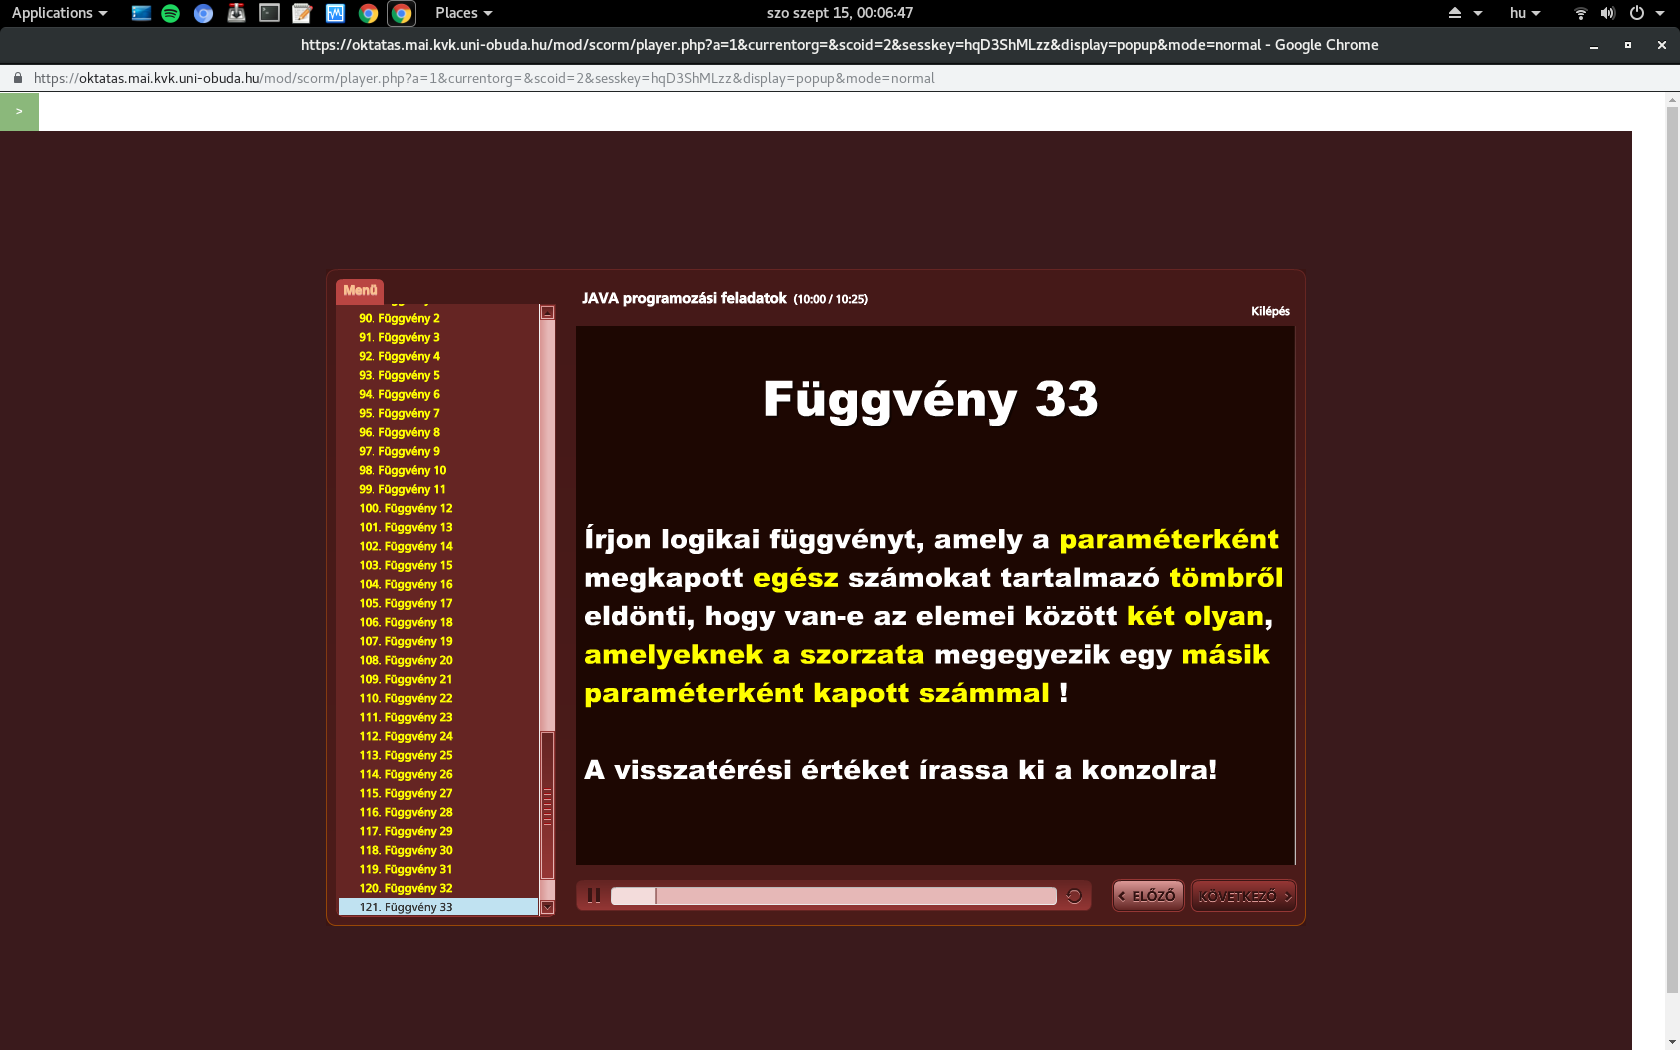 Applications
Places
szo szept 15, 00:06:47
hu
https://oktatas.mai.kvk.uni-obuda.hu/mod/scorm/player.php?a=1&currentorg=&scoid=2&sesskey=hqD3ShMLzz&display=popup&mode=normal - Google Chrome
https://oktatas.mai.kvk.uni-obuda.hu/mod/scorm/player.php?a=1&currentorg=&scoid=2&sesskey=hqD3ShMLzz&display=popup&mode=normal
>
Menü
90. Függvény 2
91. Függvény 3
92. Függvény 4
93. Függvény 5
94. Függvény 6
95. Függvény 7
96. Függvény 8
97. Függvény 9
98. Függvény 10
99. Függvény 11
100. Függvény 12
101. Függvény 13
102. Függvény 14
103. Függvény 15
104. Függvény 16
105. Függvény 17
106. Függvény 18
107. Függvény 19
108. Függvény 20
109. Függvény 21
110. Függvény 22
111. Függvény 23
112. Függvény 24
113. Függvény 25
114. Függvény 26
115. Függvény 27
116. Függvény 28
117. Függvény 29
118. Függvény 30
119. Függvény 31
120. Függvény 32
121. Függvény 33
JAVA programozási feladatok (10:00 / 10:25)
Kilépés
Függvény 33
Írjon logikai függvényt, amely a paraméterként
megkapott egész számokat tartalmazó tömbről
eldönti, hogy van-e az elemei között két olyan,
amelyeknek a szorzata megegyezik egy másik
paraméterként kapott számmal !
A visszatérési értéket írassa ki a konzolra!
< ELŐZŐ
KÖVETKEZŐ >